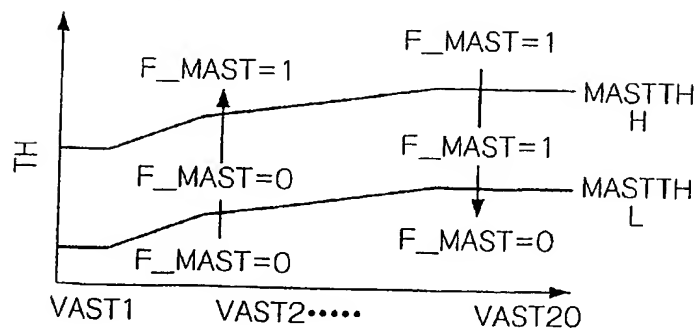 F_MAST=1
F_MAST=1
MASTTH
H
TH
F_MAST=1
F_MAST=0
MASTTH
L
F_MAST=0
F_MAST=0
VAST1
VAST2•••••
VAST20